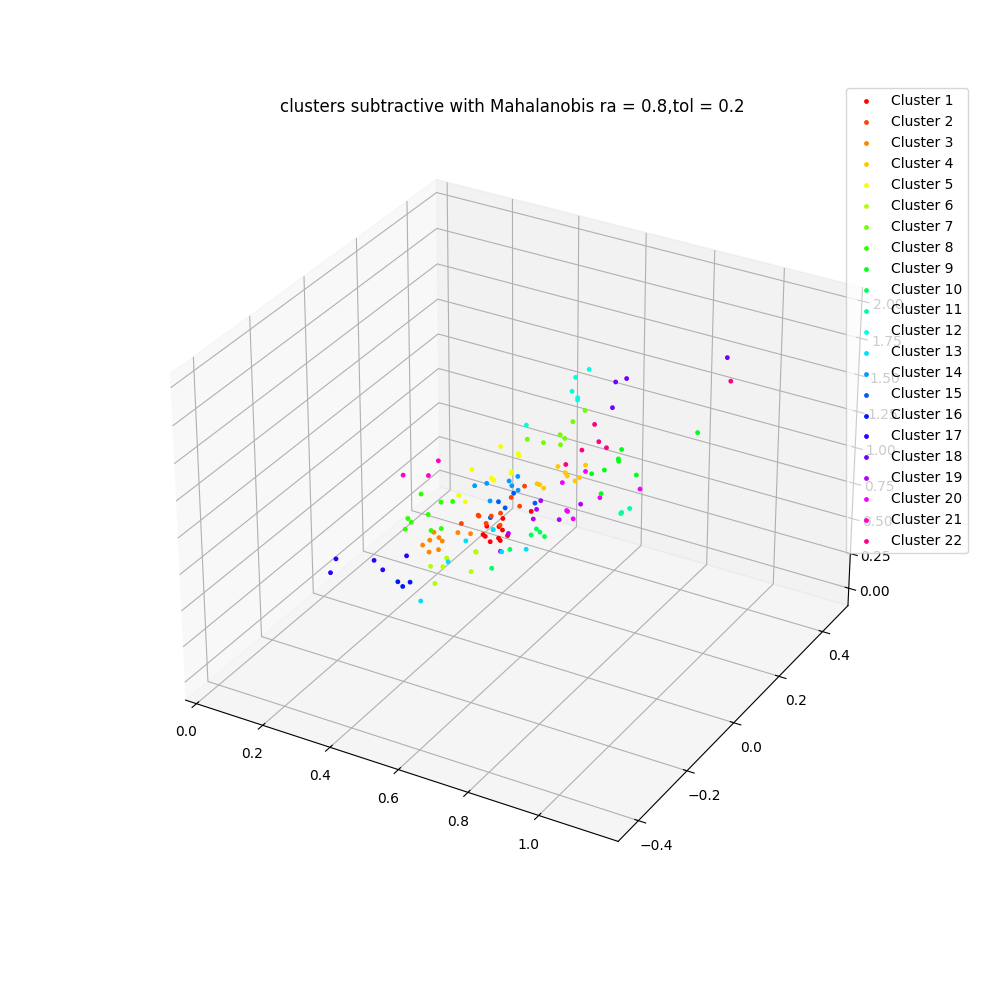 clusters subtractive with Mahalanobis ra = 0.8,tol = 0.2
Cluster 1
Cluster 2
Cluster 3
Cluster 4
Cluster 5
Cluster 6
Cluster 7
Cluster 8
Cluster 9
Cluster 10
Cluster 11
Cluster 12
Cluster 13
Cluster 14
Cluster 15
Cluster 16
Cluster 17
Cluster 18
Cluster 19
Cluster 20
Cluster 21
Cluster 22
2.00
1.75
1.50
1.25
1.00
0.75
0.50
0.25
0.00
0.4
0.2
0.0
−0.2
−0.4
0.0
0.2
0.4
0.6
0.8
1.0